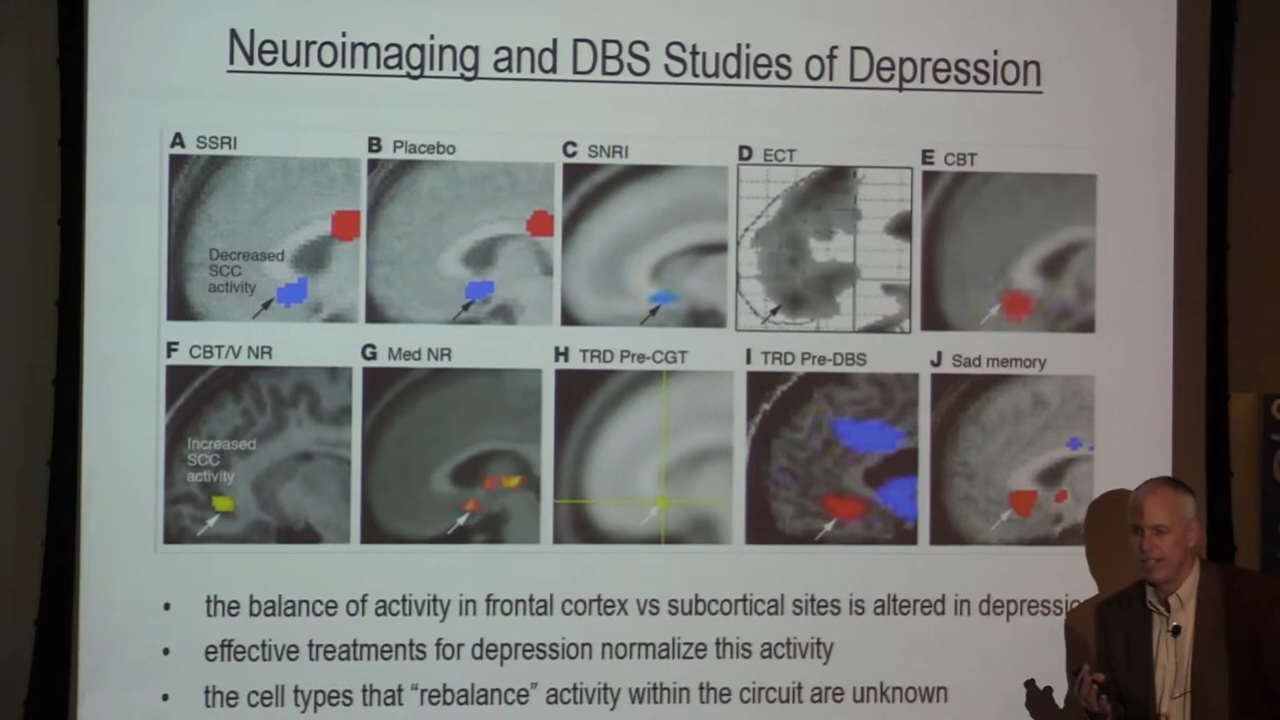 Neuroimaging and DBS Studies of Depression
A SSRI
B Placebo
C SNRI
D ECT
E CBT
Decreased
SCC
activity
F CBT/V NR
G Med NR
H TRD Pre-CGT
I TRD Pre-DBS
J Sad memory
Increased
SCC
activity
• the balance of activity in frontal cortex vs subcortical sites is altered in depressio
• effective treatments for depression normalize this activity
• the cell types that “rebalance” activity within the circuit are unknown